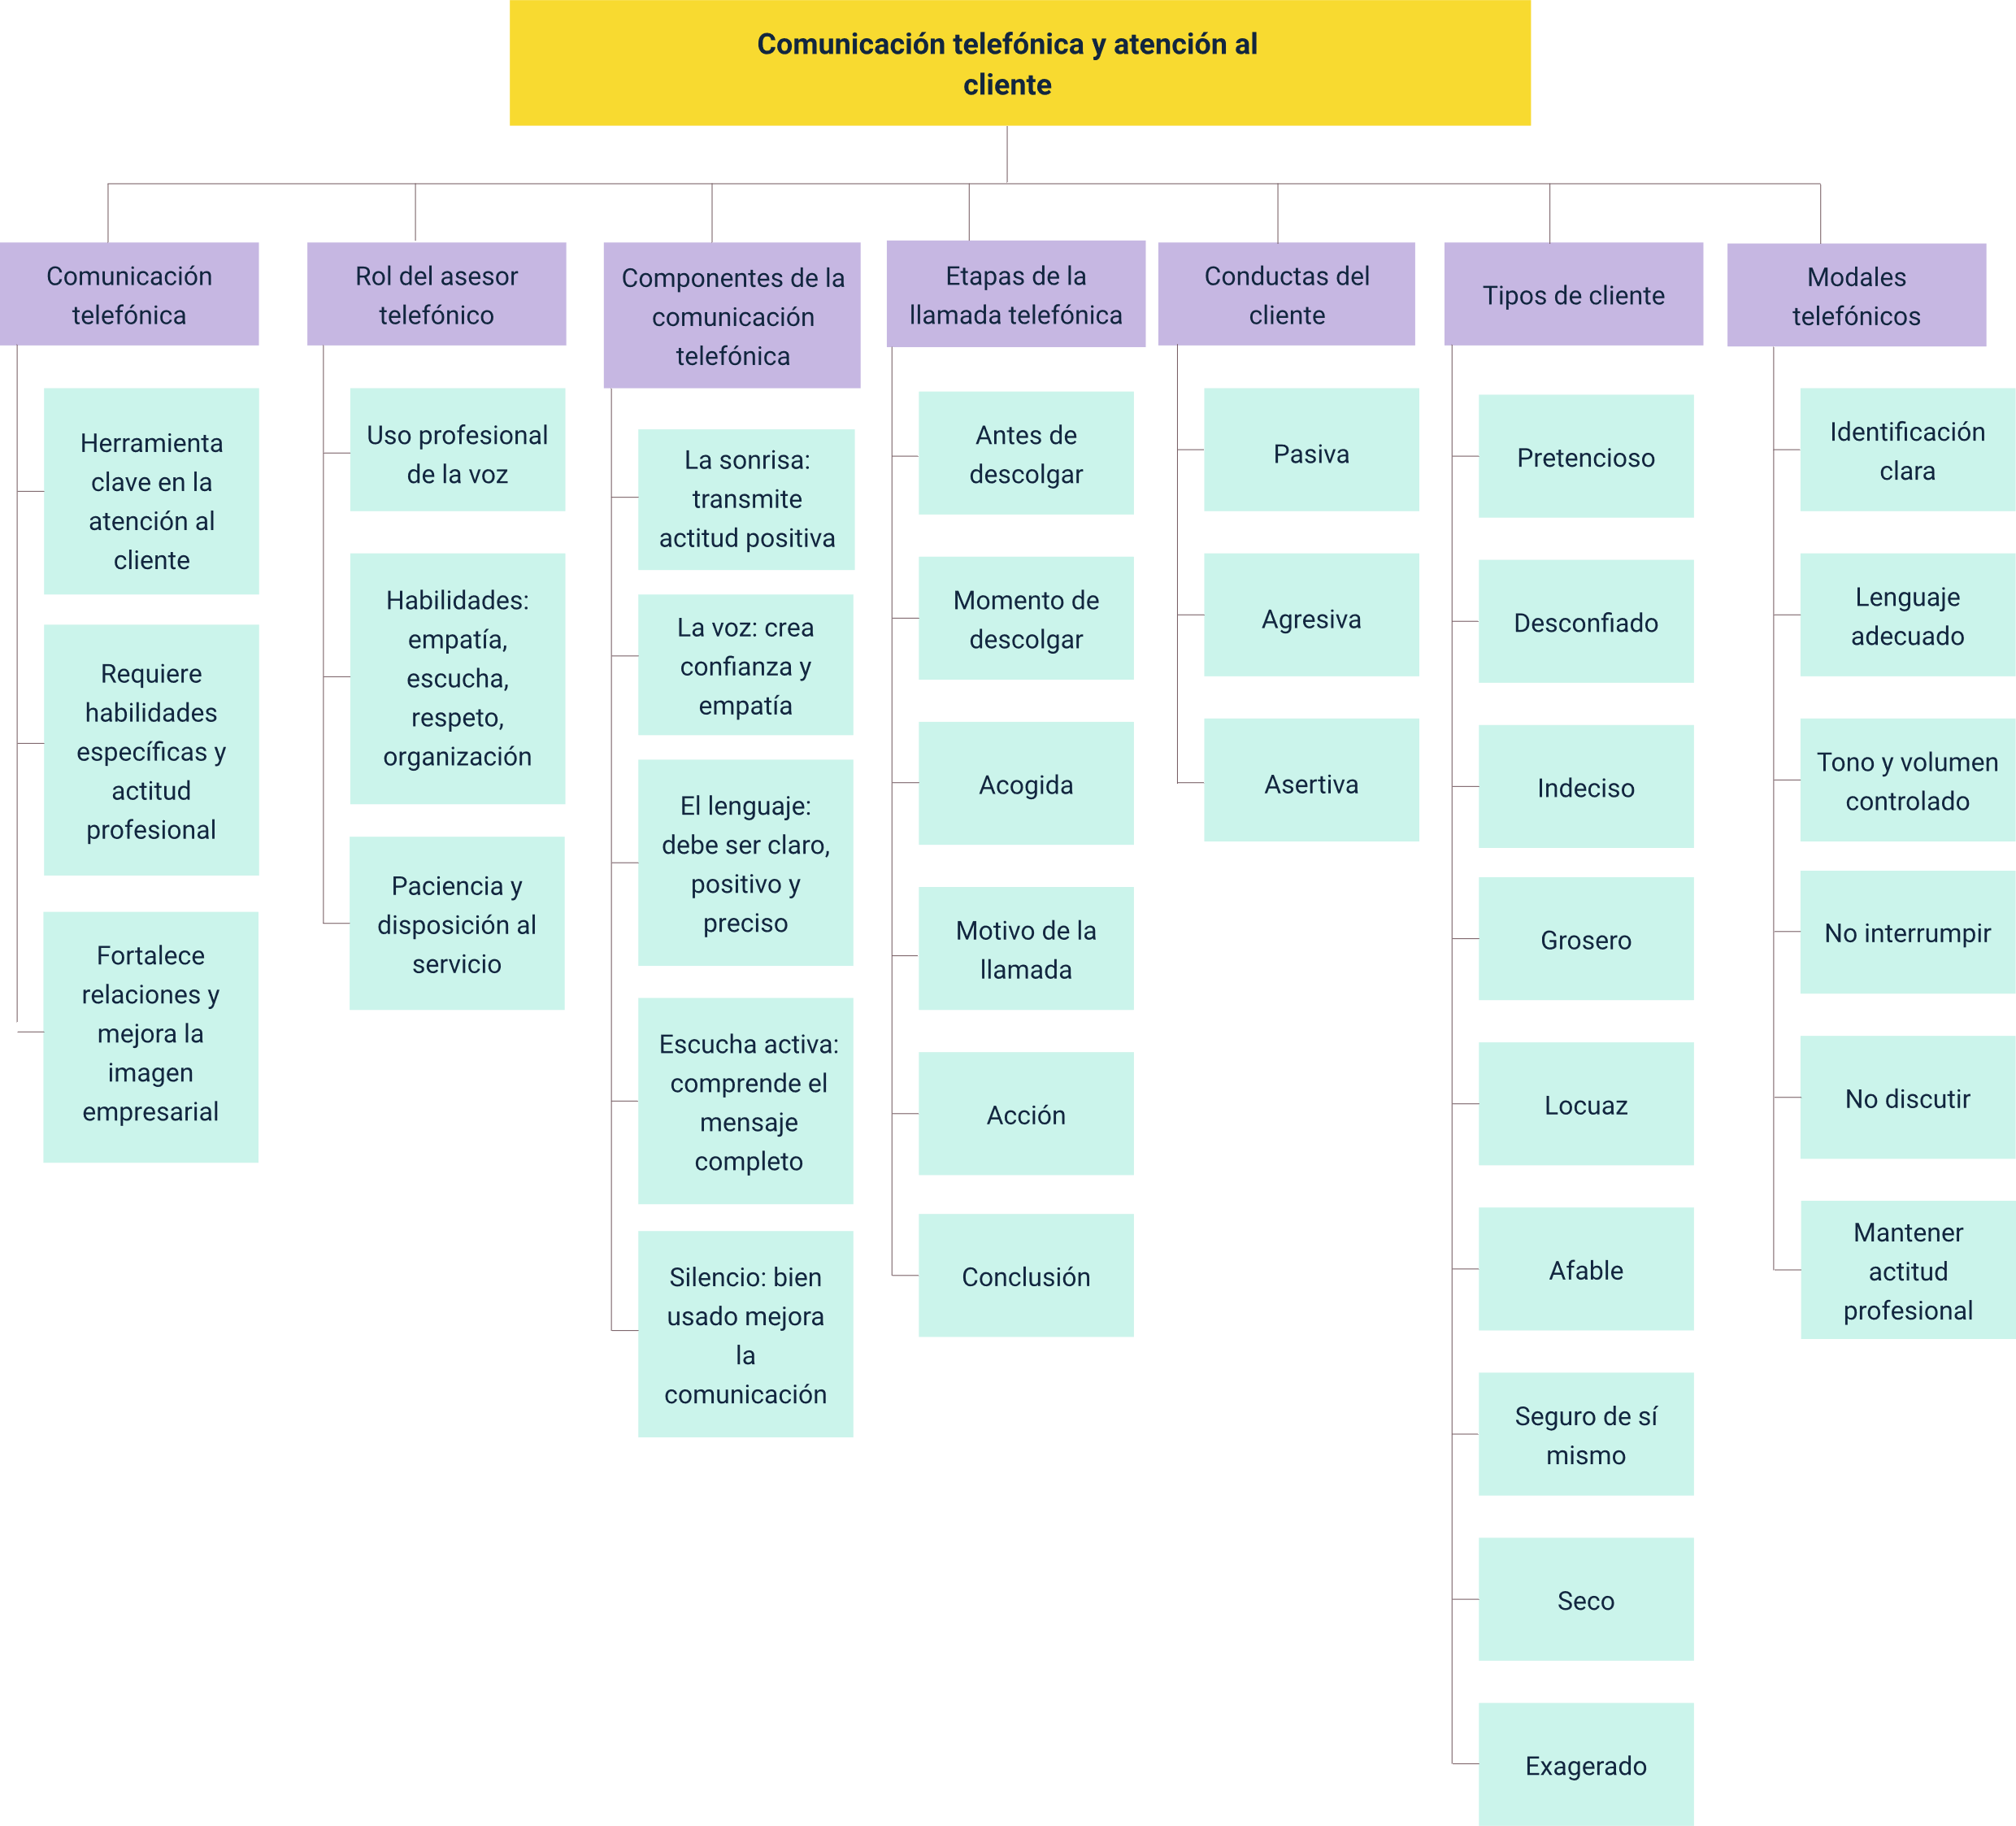 Comunicación telefónica y atención al
cliente
Comunicación
telefónica
Herramienta
clave en la
atención al
cliente
Requiere
habilidades
específicas y
actitud
profesional
Fortalece
relaciones y
mejora la
imagen
empresarial
Rol del asesor
telefónico
Uso profesional
de la voz
Habilidades:
empatía,
escucha,
respeto,
organización
Paciencia y
disposición al
servicio
Componentes de la
comunicación
telefónica
La sonrisa:
transmite
actitud positiva
La voz: crea
confianza y
empatía
El lenguaje:
debe ser claro,
positivo y
preciso
Escucha activa:
comprende el
mensaje
completo
Silencio: bien
usado mejora
la
comunicación
Etapas de la
llamada telefónica
Antes de
descolgar
Momento de
descolgar
Acogida
Motivo de la
llamada
Acción
Conclusión
Conductas del
cliente
Pasiva
Agresiva
Asertiva
Tipos de cliente
Pretencioso
Desconfiado
Indeciso
Grosero
Locuaz
Afable
Seguro de sí
mismo
Seco
Exagerado
Modales
telefónicos
Identificación
clara
Lenguaje
adecuado
Tono y volumen
controlado
No interrumpir
No discutir
Mantener
actitud
profesional